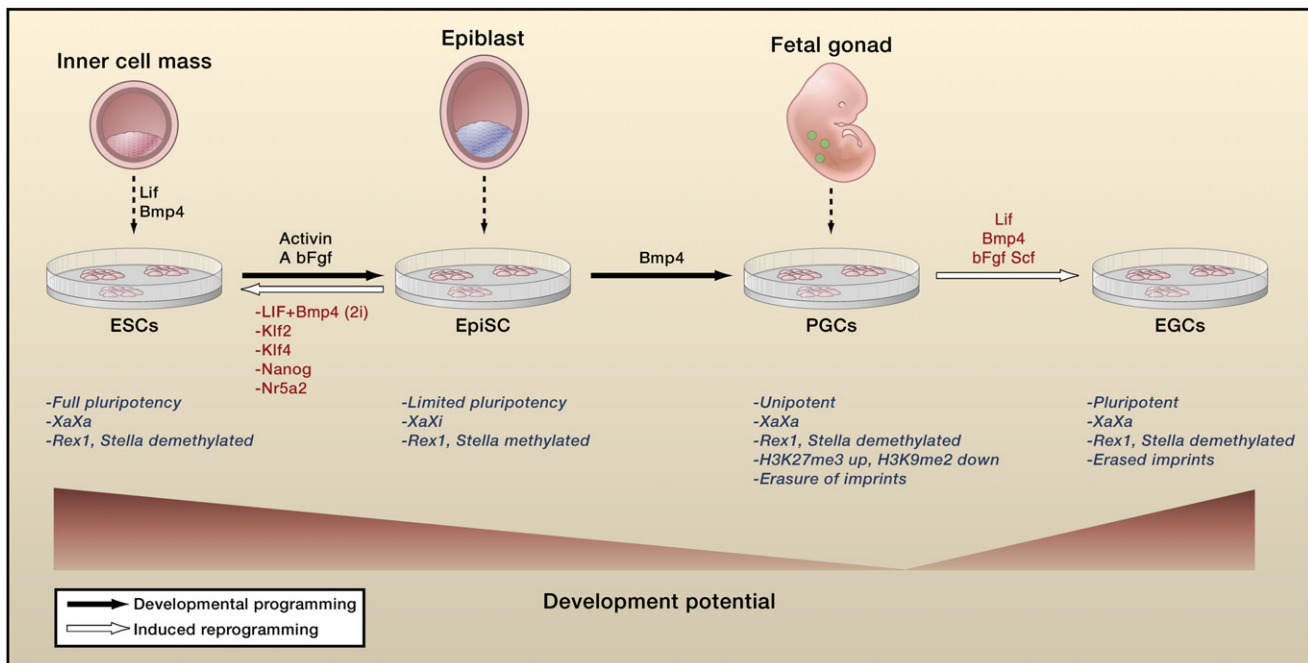 Inner cell mass
Epiblast
Fetal gonad
Lif
Bmp4
Activin
A bFgf
Bmp4
Lif
Bmp4
bFgf Scf
ESCs
EpiSC
PGCs
EGCs
-LIF+Bmp4 (2i)
-Klf2
-Klf4
-Nanog
-Nr5a2
-Full pluripotency
-XaXa
-Rex1, Stella demethylated
-Limited pluripotency
-XaXi
-Rex1, Stella methylated
-Unipotent
-XaXa
-Rex1, Stella demethylated
-H3K27me3 up, H3K9me2 down
-Erasure of imprints
-Pluripotent
-XaXa
-Rex1, Stella demethylated
-Erased imprints
Development potential
Developmental programming
Induced reprogramming